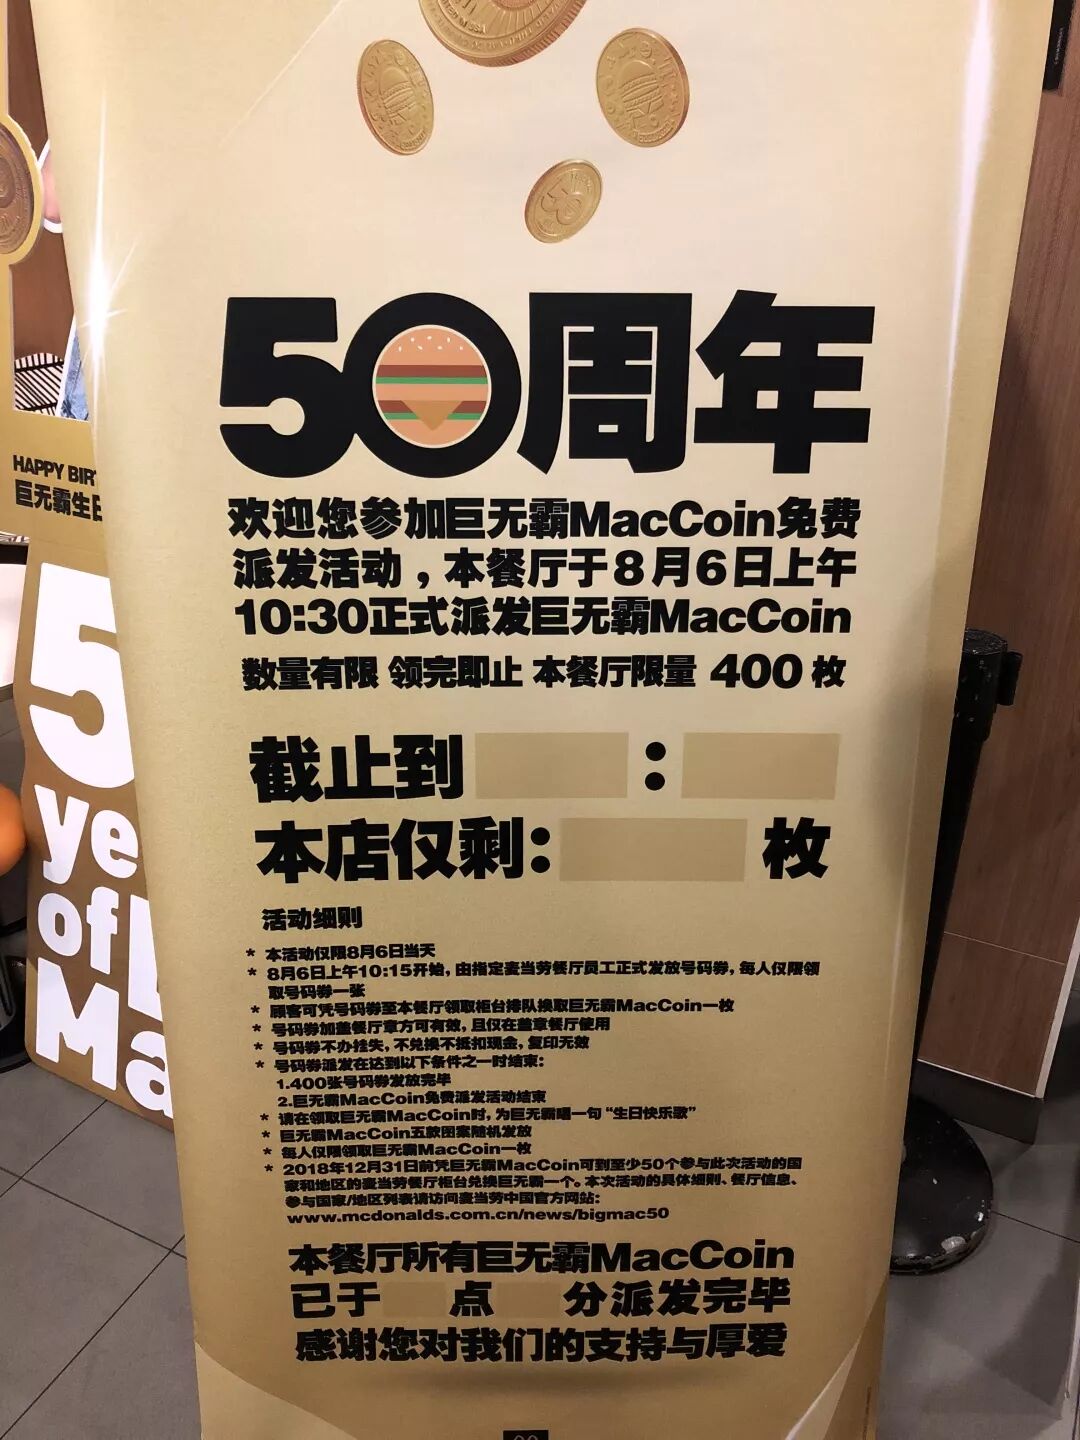 50周年
欢迎您参加巨无霸MacCoin免费
派发活动，本餐厅于8月6日上午
10:30正式派发巨无霸MacCoin
数量有限 领完即止 本餐厅限量 400 枚
截止到 :
本店仅剩: 枚
活动细则
* 本活动仅限8月6日当天
* 8月6日上午10:15开始，由指定麦当劳餐厅员工正式发放号码券，每人仅限领
取号码券一张
* 顾客可凭号码券至本餐厅领取柜台排队换取巨无霸MacCoin一枚
* 号码券加盖餐厅章方可有效，且仅在盖章餐厅使用
* 号码券不办挂失，不兑换不抵扣现金，复印无效
* 号码券派发在达到以下条件之一时结束:
1.400张号码券发放完毕
2.巨无霸MacCoin免费派发活动结束
* 请在领取巨无霸MacCoin时，为巨无霸唱一句“生日快乐歌”
* 巨无霸MacCoin五款图案随机发放
* 每人仅限领取巨无霸MacCoin一枚
* 2018年12月31日前凭巨无霸MacCoin可到至少50个参与此次活动的国
家和地区的麦当劳餐厅柜台兑换巨无霸一个。本次活动的具体细则、餐厅信息、
参与国家/地区列表请访问麦当劳中国官方网站:
www.mcdonalds.com.cn/news/bigmac50
本餐厅所有巨无霸MacCoin
已于 点 分派发完毕
感谢您对我们的支持与厚爱
HAPPY BIRT
巨无霸生日
5
ye
of
Ma